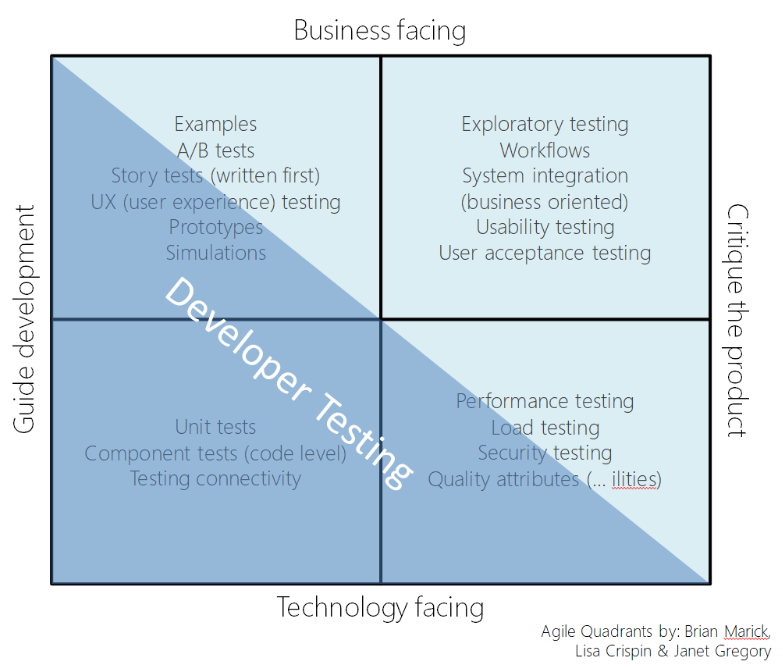 Business facing
Guide development
Examples
A/B tests
Story tests (written first)
UX (user experience) testing
Prototypes
Simulations
Exploratory testing
Workflows
System integration
(business oriented)
Usability testing
User acceptance testing
Critique the product
Developer Testing
Unit tests
Component tests (code level)
Testing connectivity
Performance testing
Load testing
Security testing
Quality attributes (... ilities)
Technology facing
Agile Quadrants by: Brian Marick,
Lisa Crispin & Janet Gregory